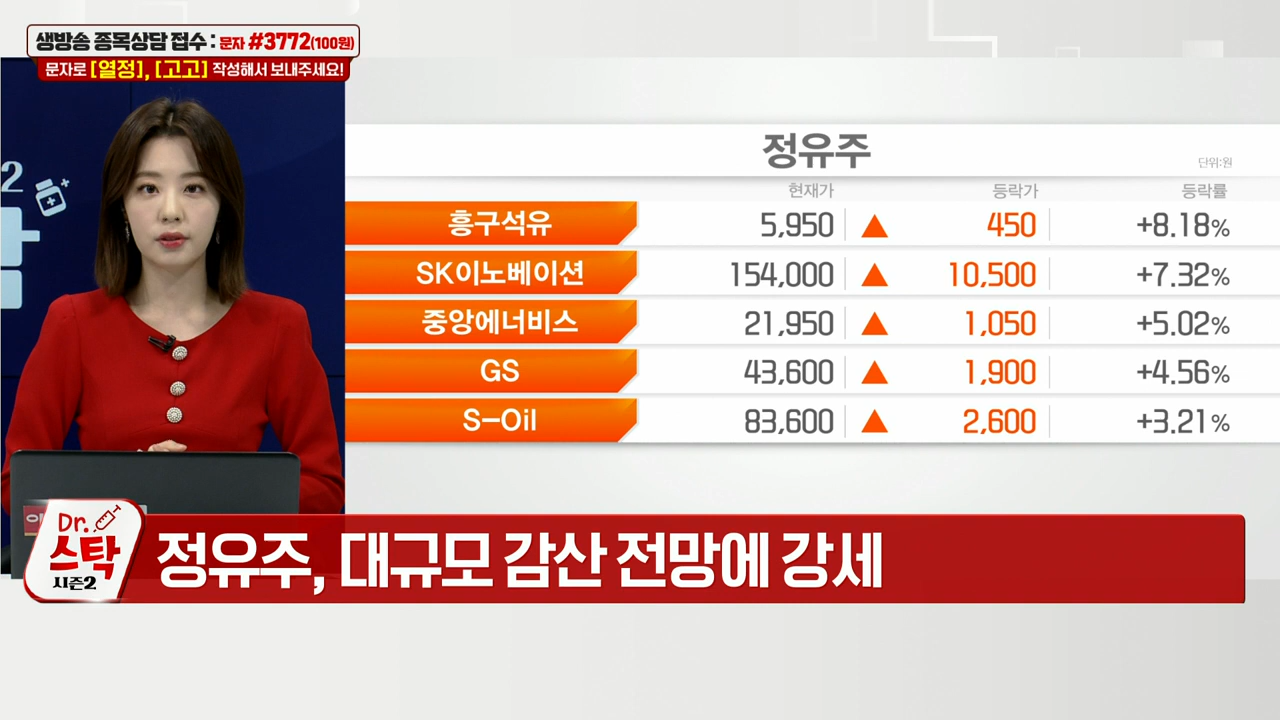 생방송 종목상담 접수 : 문자 #3772(100원)
문자로 [열정], [고고] 작성해서 보내주세요!
2
정유주
단위:원
현재가 등락가 등락률
흥구석유 5,950 ▲ 450 +8.18%
SK이노베이션 154,000 ▲ 10,500 +7.32%
중앙에너비스 21,950 ▲ 1,050 +5.02%
GS 43,600 ▲ 1,900 +4.56%
S-Oil 83,600 ▲ 2,600 +3.21%
Dr.
스탁
시즌2
정유주, 대규모 감산 전망에 강세